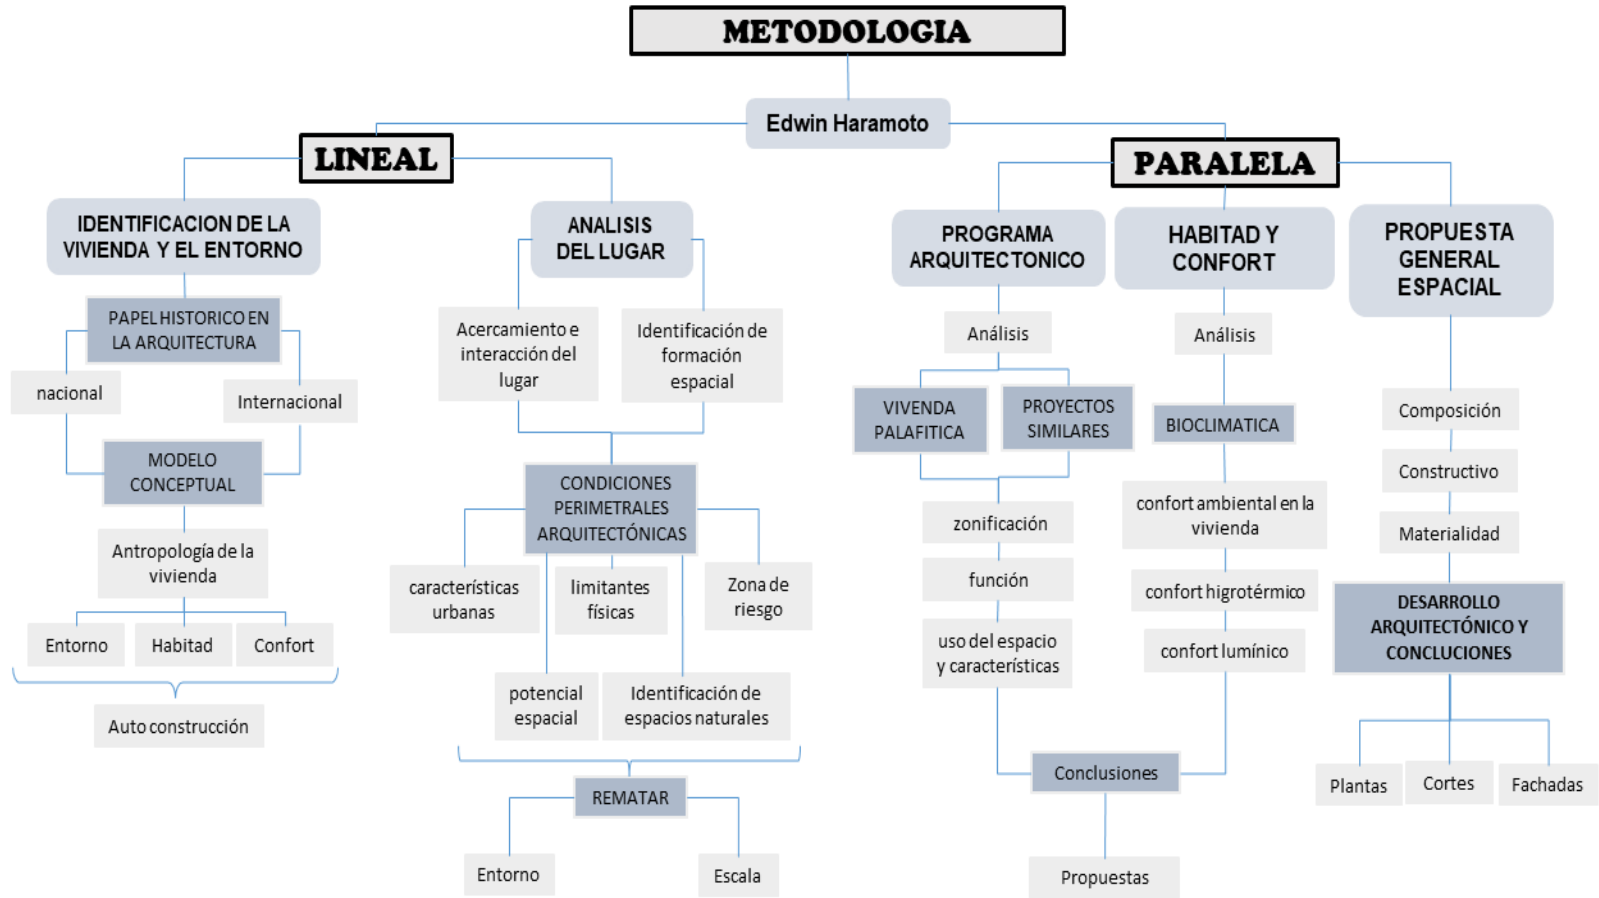 METODOLOGIA
Edwin Haramoto
LINEAL
IDENTIFICACION DE LA
VIVIENDA Y EL ENTORNO
PAPEL HISTORICO EN
LA ARQUITECTURA
nacional
Internacional
MODELO
CONCEPTUAL
Antropología de la
vivienda
Entorno
Habitad
Confort
Auto construcción
ANALISIS
DEL LUGAR
Acercamiento e
interacción del
lugar
Identificación de
formación
espacial
CONDICIONES
PERIMETRALES
ARQUITECTÓNICAS
características
urbanas
limitantes
físicas
Zona de
riesgo
potencial
espacial
Identificación de
espacios naturales
REMATAR
Entorno
Escala
PARALELA
PROGRAMA
ARQUITECTONICO
Análisis
VIVENDA
PALAFITICA
PROYECTOS
SIMILARES
zonificación
función
uso del espacio
y características
HABITAD Y
CONFORT
Análisis
BIOCLIMATICA
confort ambiental en la
vivienda
confort higrotérmico
confort lumínico
Conclusiones
Propuestas
PROPUESTA
GENERAL
ESPACIAL
Composición
Constructivo
Materialidad
DESARROLLO
ARQUITECTÓNICO Y
CONCLUCIONES
Plantas
Cortes
Fachadas